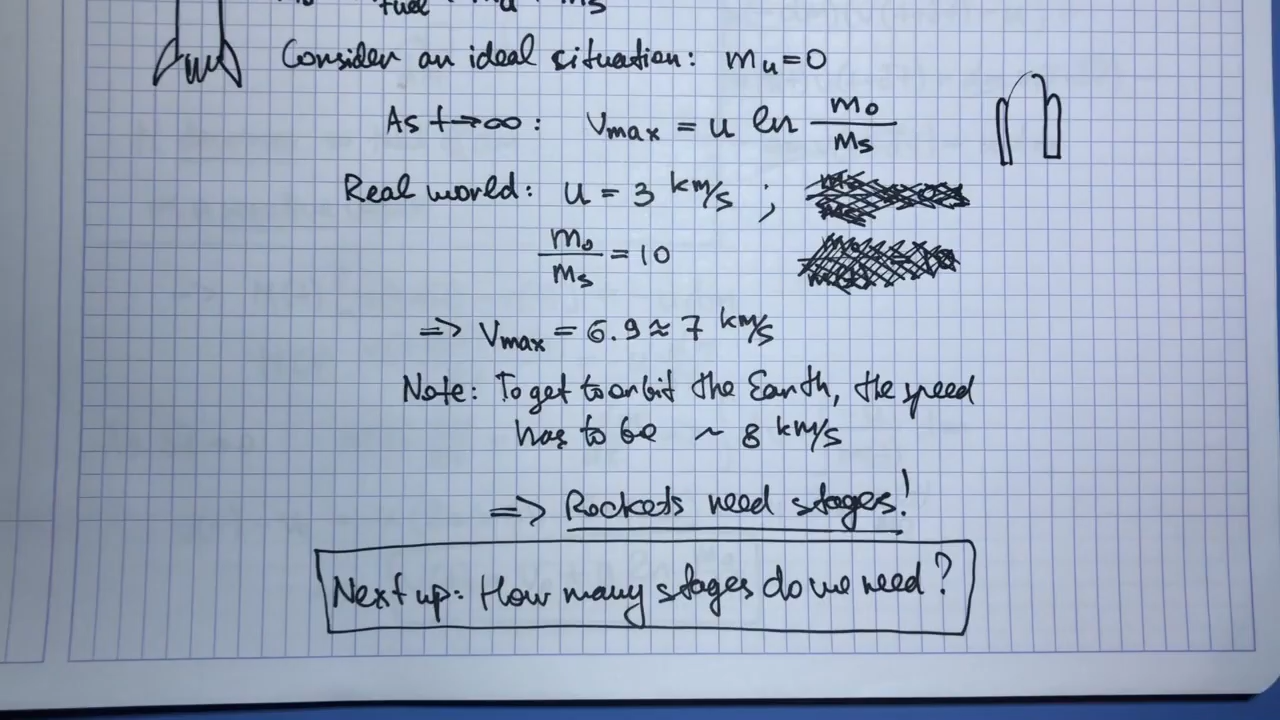 fuel
Consider an ideal situation: mu=0
As t→∞: Vmax = u ln m0/ms
Real world: u = 3 km/s ;
m0/ms = 10
=> Vmax = 6.9 ≈ 7 km/s
Note: To get to orbit the Earth, the speed
has to be ~ 8 km/s
=> Rockets need stages!
Next up: How many stages do we need?